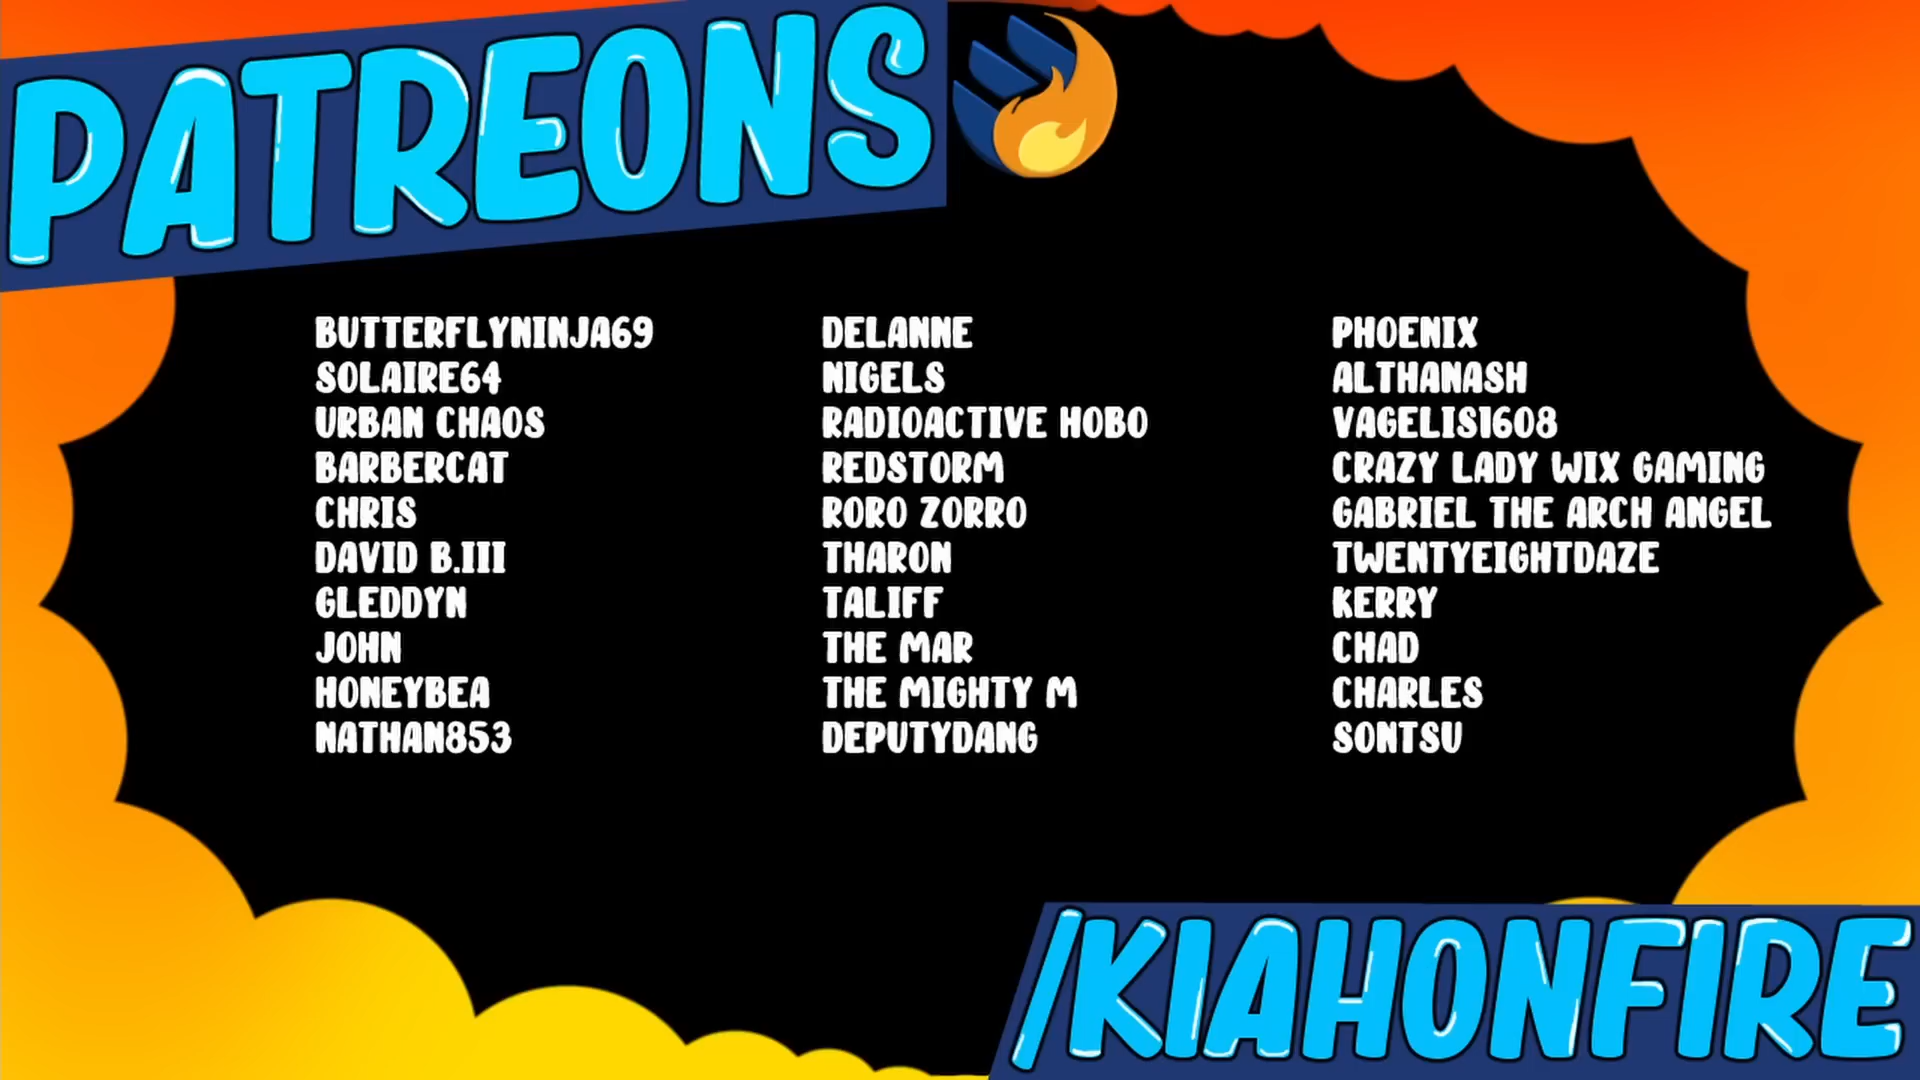 PATREONS
BUTTERFLYNINJA69
SOLAIRE64
URBAN CHAOS
BARBERCAT
CHRIS
DAVID B.III
GLEDDYN
JOHN
HONEYBEA
NATHAN853
DELANNE
NIGELS
RADIOACTIVE HOBO
REDSTORM
RORO ZORRO
THARON
TALIFF
THE MAR
THE MIGHTY M
DEPUTYDANG
PHOENIX
ALTHANASH
VAGELIS1608
CRAZY LADY WIX GAMING
GABRIEL THE ARCH ANGEL
TWENTYEIGHTDAZE
KERRY
CHAD
CHARLES
SONTSU
/KIAHONFIRE